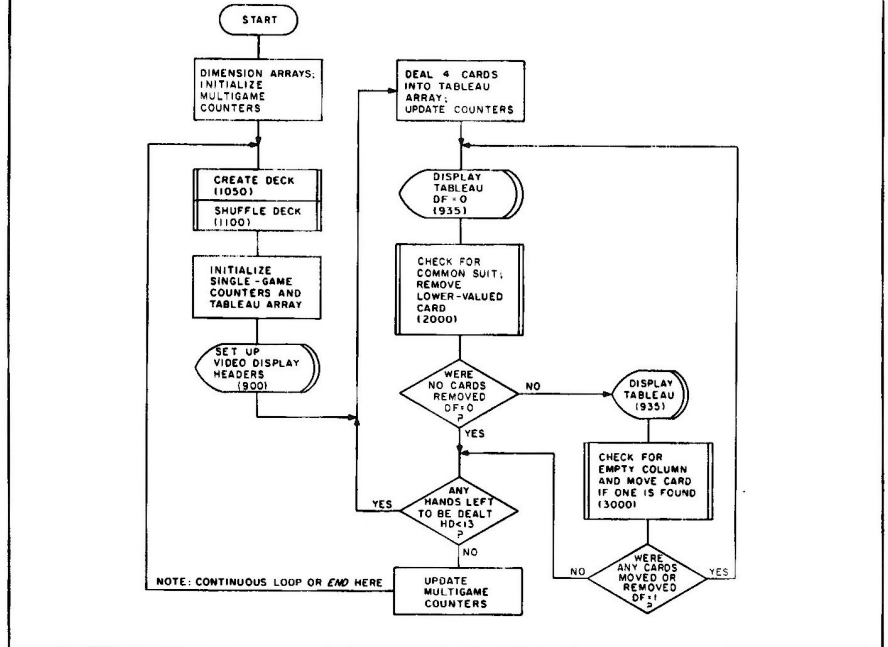 START
DIMENSION ARRAYS;
INITIALIZE
MULTIGAME
COUNTERS
CREATE DECK
(1050)
SHUFFLE DECK
(1100)
INITIALIZE
SINGLE-GAME
COUNTERS AND
TABLEAU ARRAY
SET UP
VIDEO DISPLAY
HEADERS
(900)
DEAL 4 CARDS
INTO TABLEAU
ARRAY;
UPDATE COUNTERS
DISPLAY
TABLEAU
DF=0
(935)
CHECK FOR
COMMON SUIT;
REMOVE
LOWER-VALUED
CARD
(2000)
WERE
NO CARDS
REMOVED
DF=0
?
NO
YES
DISPLAY
TABLEAU
(935)
CHECK FOR
EMPTY COLUMN
AND MOVE CARD
IF ONE IS FOUND
(3000)
WERE
ANY CARDS
MOVED OR
REMOVED
DF=1
?
NO
YES
ANY
HANDS LEFT
TO BE DEALT
HD<13
?
YES
NO
UPDATE
MULTIGAME
COUNTERS
NOTE: CONTINUOUS LOOP OR END HERE